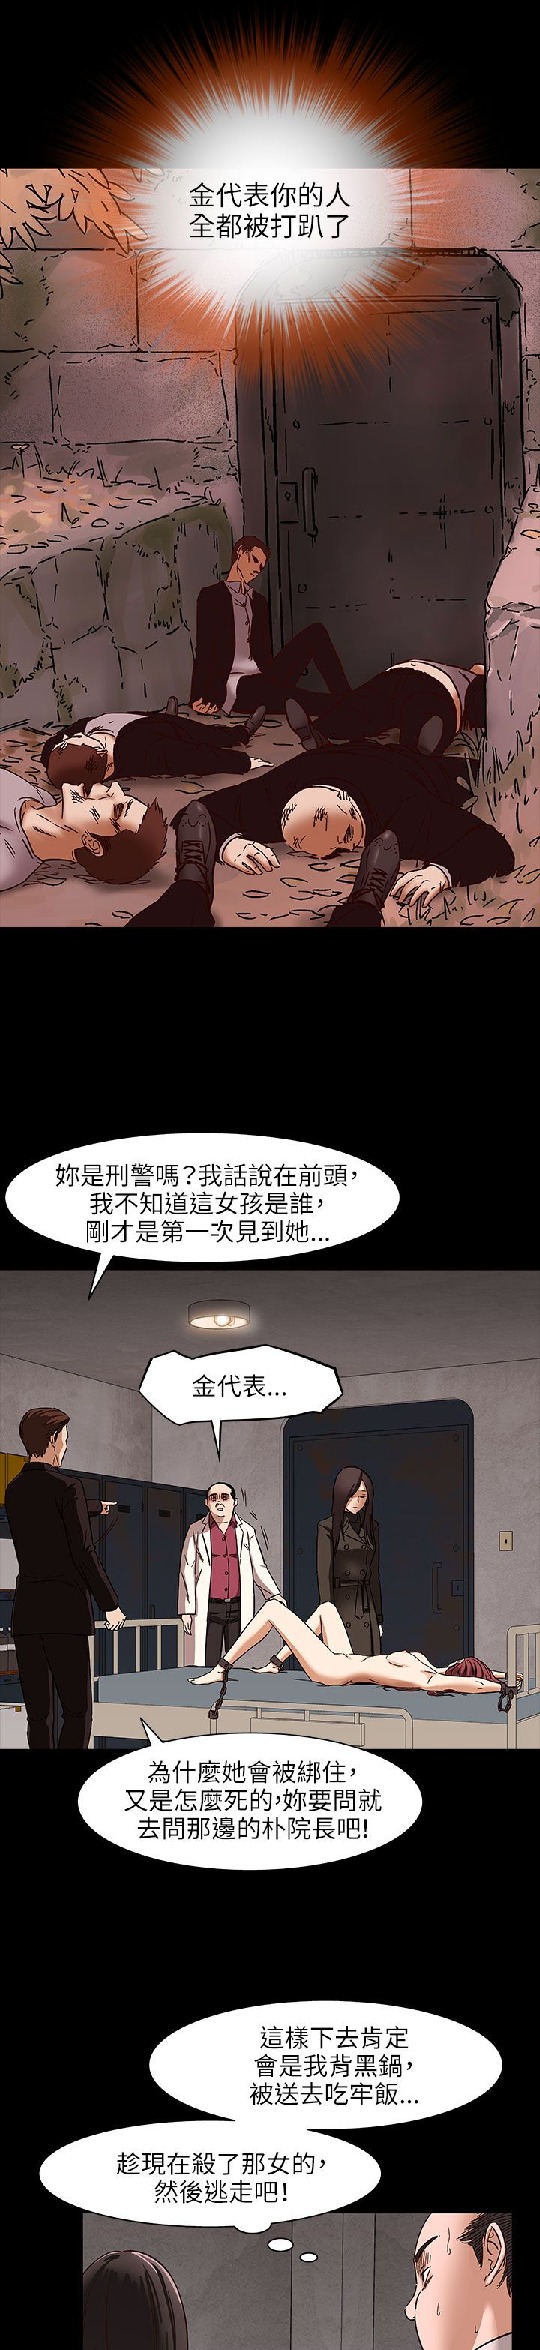 金代表你的人
全都被打趴了
妳是刑警嗎?我話說在前頭,
我不知道這女孩是誰,
剛才是第一次見到她...
金代表...
為什麼她會被綁住,
又是怎麼死的,妳要問就
去問那邊的朴院長吧!
這樣下去肯定
會是我背黑鍋,
被送去吃牢飯...
趁現在殺了那女的,
然後逃走吧!